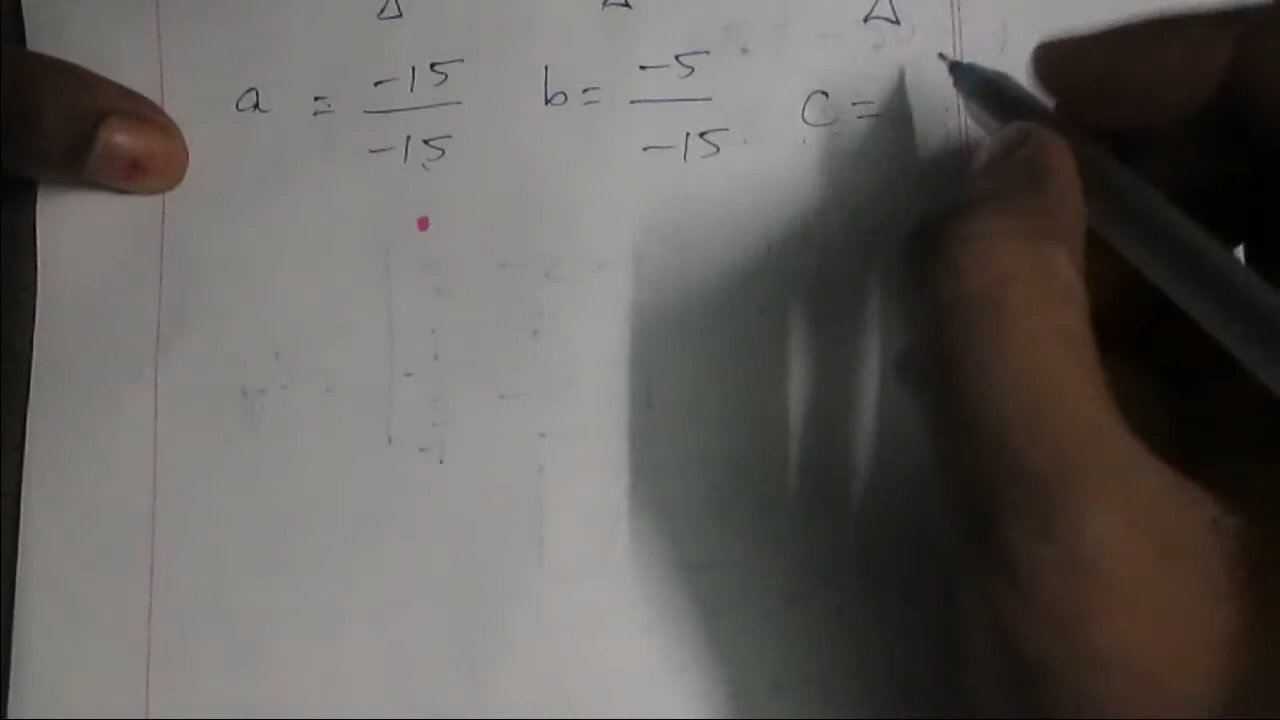 Δ Δ Δ
a = -15/-15 b = -5/-15 c =